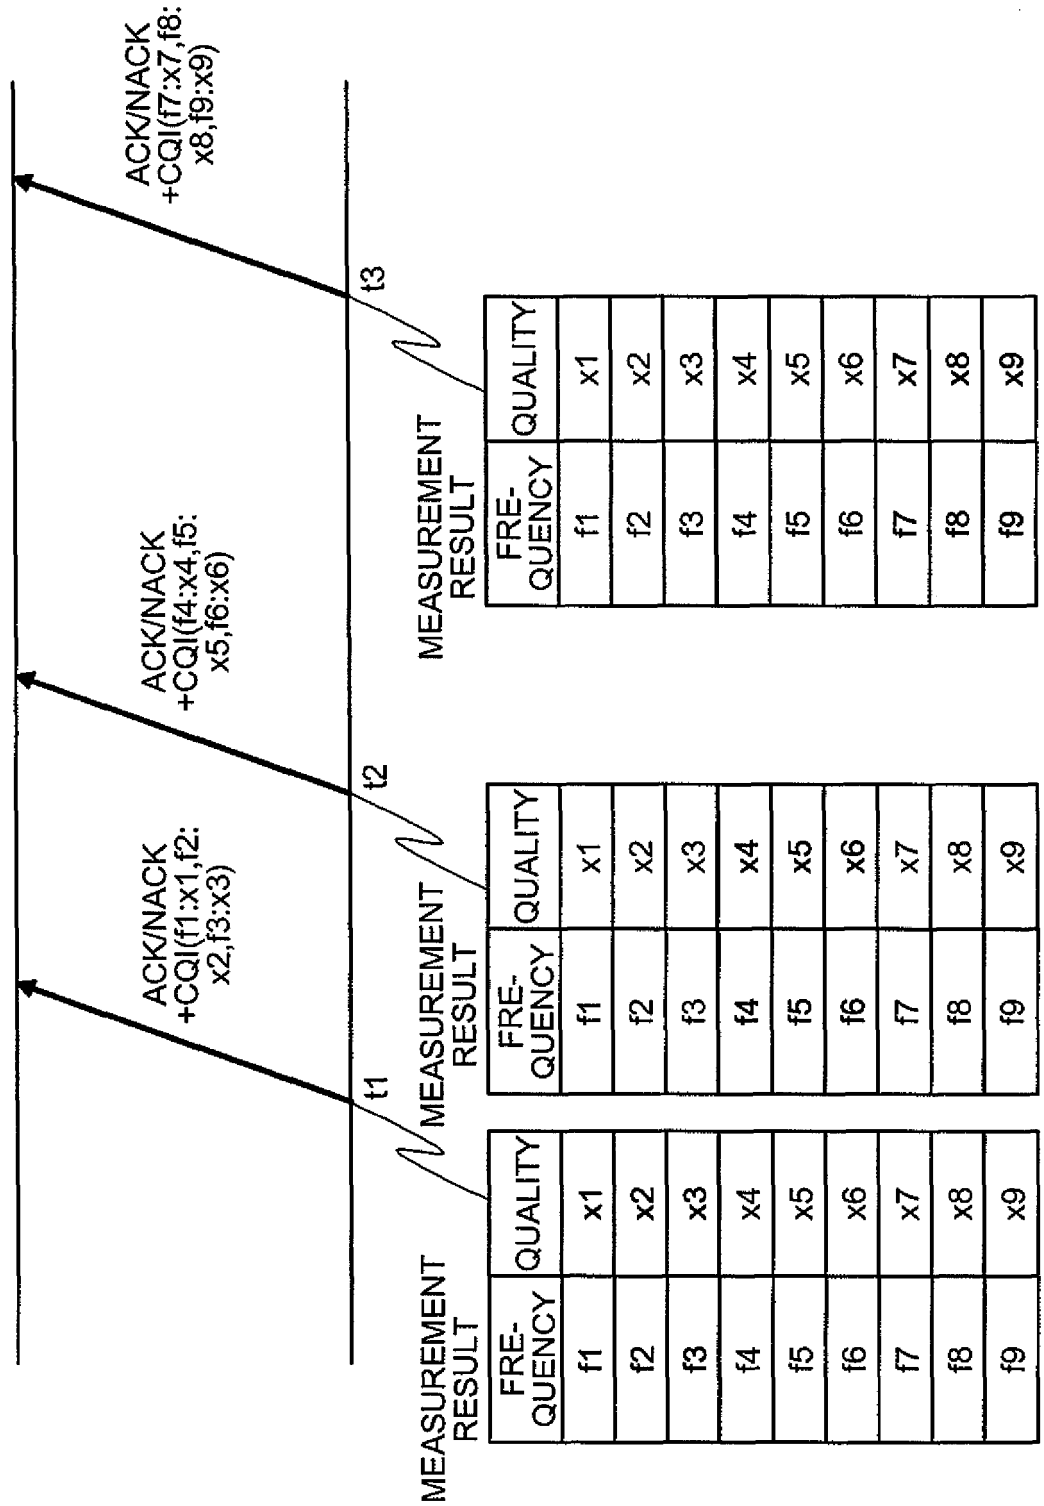 ACK/NACK
+CQI(f1:x1,f2:
x2,f3:x3)
ACK/NACK
+CQI(f4:x4,f5:
x5,f6:x6)
ACK/NACK
+CQI(f7:x7,f8:
x8,f9:x9)
t1
t2
t3
MEASUREMENT
RESULT
FRE-
QUENCY
QUALITY
f1 x1
f2 x2
f3 x3
f4 x4
f5 x5
f6 x6
f7 x7
f8 x8
f9 x9
MEASUREMENT
RESULT
FRE-
QUENCY
QUALITY
f1 x1
f2 x2
f3 x3
f4 x4
f5 x5
f6 x6
f7 x7
f8 x8
f9 x9
MEASUREMENT
RESULT
FRE-
QUENCY
QUALITY
f1 x1
f2 x2
f3 x3
f4 x4
f5 x5
f6 x6
f7 x7
f8 x8
f9 x9